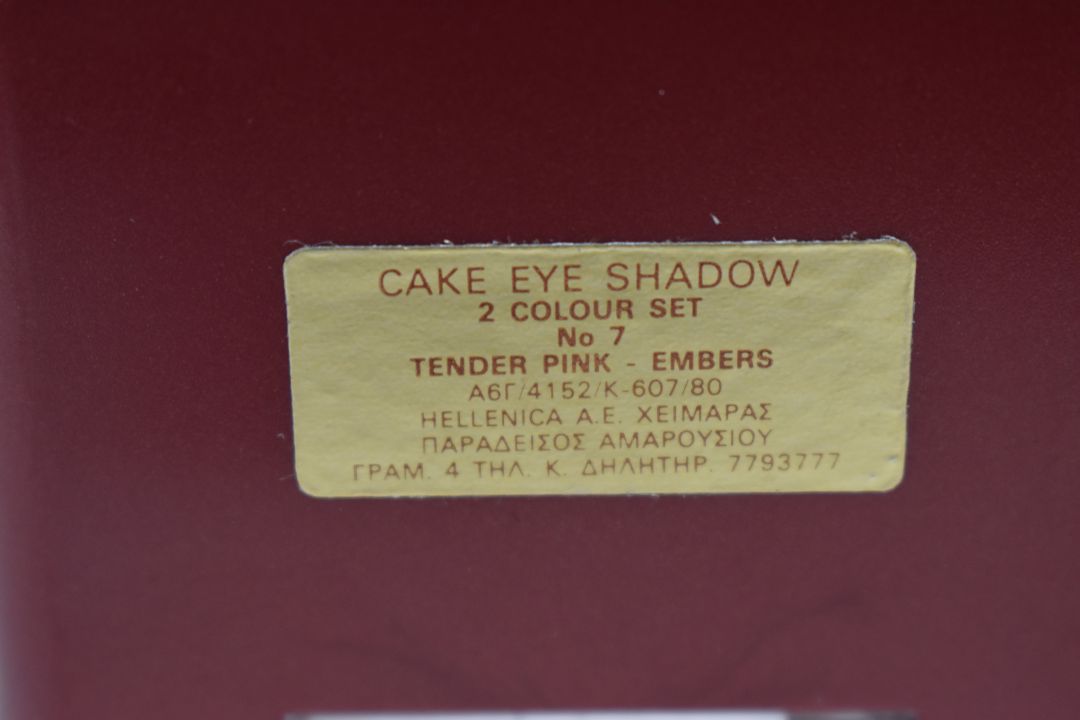 CAKE EYE SHADOW
2 COLOUR SET
No 7
TENDER PINK - EMBERS
Α6Γ/4152/Κ-607/80
HELLENICA A.E. ΧΕΙΜΑΡΑΣ
ΠΑΡΑΔΕΙΣΟΣ ΑΜΑΡΟΥΣΙΟΥ
ΓΡΑΜ. 4 ΤΗΛ. Κ. ΔΗΛΗΤΗΡ. 7793777